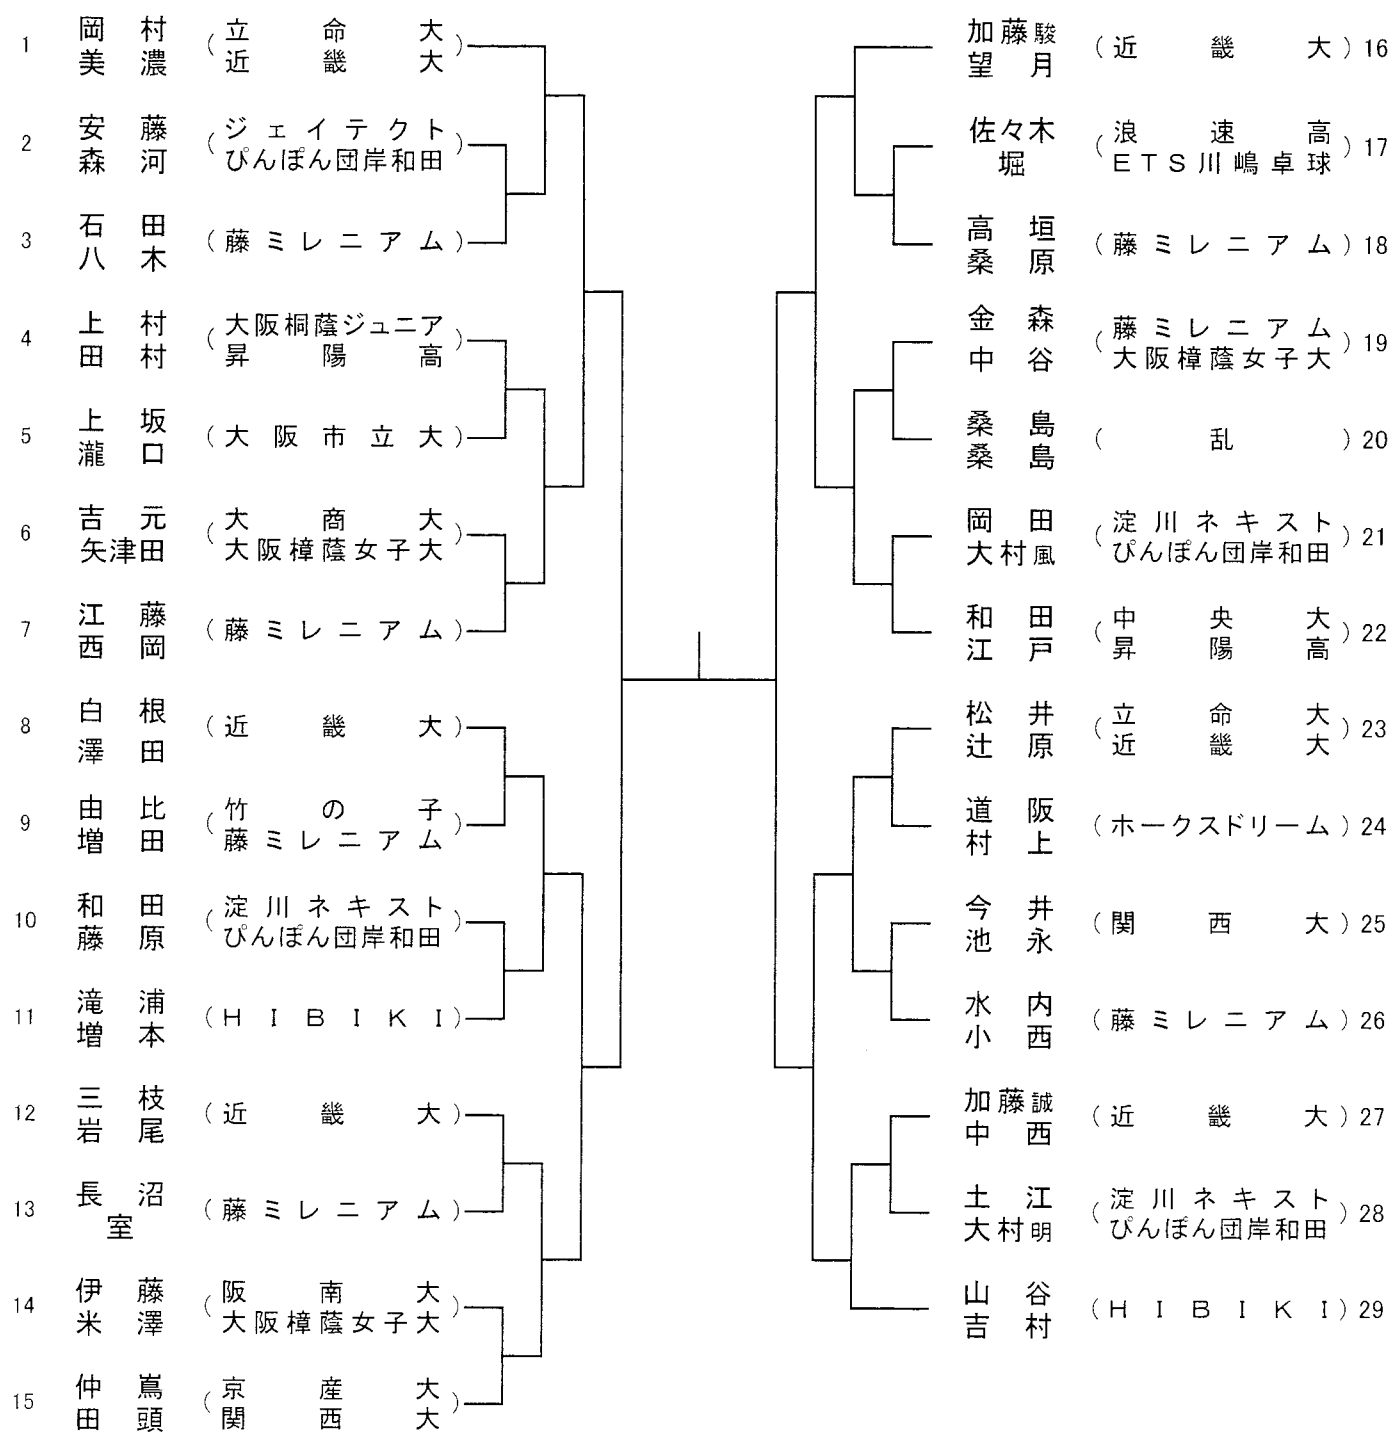 1 岡村 (立命大
美濃 近畿大)
2 安藤 (ジェイテクト
森河 ぴんぽん団岸和田)
3 石田
八木 (藤ミレニアム)
4 上村 (大阪桐蔭ジュニア
田村 昇陽高)
5 上坂
瀧口 (大阪市立大)
6 吉元 (大商大
矢津田 大阪樟蔭女子大)
7 江藤
西岡 (藤ミレニアム)
8 白根
澤田 (近畿大)
9 由比 (竹の子
増田 藤ミレニアム)
10 和田 (淀川ネキスト
藤原 ぴんぽん団岸和田)
11 滝浦
増本 (HIBIKI)
12 三枝
岩尾 (近畿大)
13 長沼
室 (藤ミレニアム)
14 伊藤 (阪南大
米澤 大阪樟蔭女子大)
15 仲嶌 (京産大
田頭 関西大)
加藤駿
望月 (近畿大) 16
佐々木 (浪速高
堀 ETS川嶋卓球) 17
高垣
桑原 (藤ミレニアム) 18
金森 (藤ミレニアム
中谷 大阪樟蔭女子大) 19
桑島
桑島 (乱) 20
岡田 (淀川ネキスト
大村風 ぴんぽん団岸和田) 21
和田 (中央大
江戸 昇陽高) 22
松井 (立命大
辻原 近畿大) 23
道阪
村上 (ホークスドリーム) 24
今井
池永 (関西大) 25
水内
小西 (藤ミレニアム) 26
加藤誠
中西 (近畿大) 27
土江 (淀川ネキスト
大村明 ぴんぽん団岸和田) 28
山谷
吉村 (HIBIKI) 29